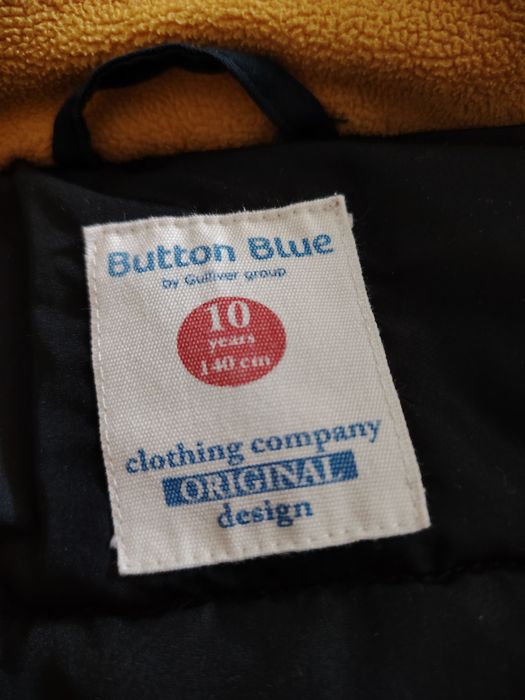 Button Blue
by Gulliver group
10
years
140 cm
clothing company
ORIGINAL
design